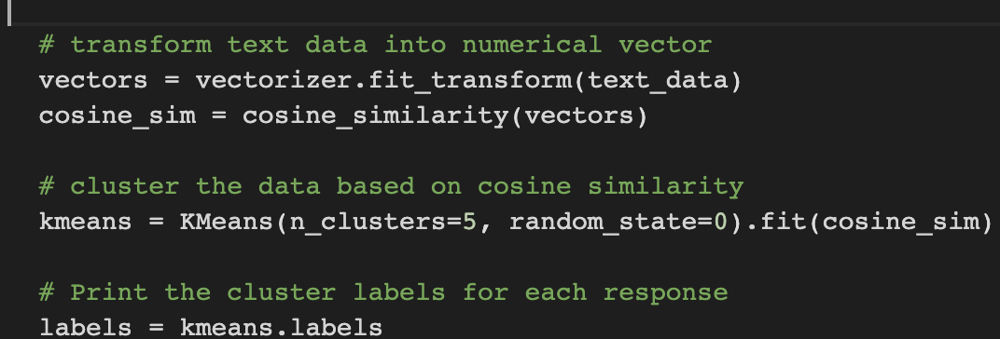 # transform text data into numerical vector
vectors = vectorizer.fit_transform(text_data)
cosine_sim = cosine_similarity(vectors)
# cluster the data based on cosine similarity
kmeans = KMeans(n_clusters=5, random_state=0).fit(cosine_sim)
# Print the cluster labels for each response
labels = kmeans.labels